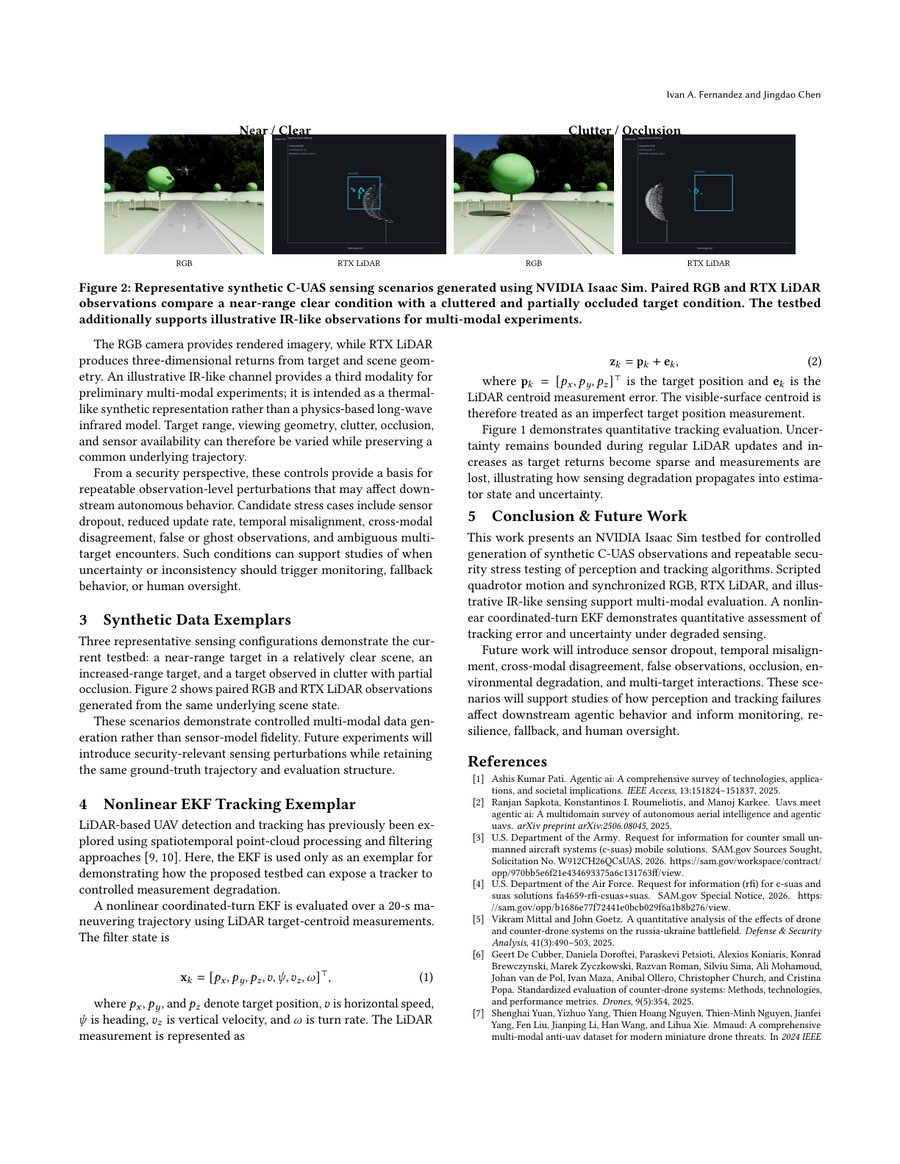 Ivan A. Fernandez and Jingdao Chen
Near / Clear
Clutter / Occlusion
RGB
RTX LiDAR
RGB
RTX LiDAR
Figure 2: Representative synthetic C-UAS sensing scenarios generated using NVIDIA Isaac Sim. Paired RGB and RTX LiDAR
observations compare a near-range clear condition with a cluttered and partially occluded target condition. The testbed
additionally supports illustrative IR-like observations for multi-modal experiments.
The RGB camera provides rendered imagery, while RTX LiDAR
produces three-dimensional returns from target and scene geom-
etry. An illustrative IR-like channel provides a third modality for
preliminary multi-modal experiments; it is intended as a thermal-
like synthetic representation rather than a physics-based long-wave
infrared model. Target range, viewing geometry, clutter, occlusion,
and sensor availability can therefore be varied while preserving a
common underlying trajectory.
From a security perspective, these controls provide a basis for
repeatable observation-level perturbations that may affect down-
stream autonomous behavior. Candidate stress cases include sensor
dropout, reduced update rate, temporal misalignment, cross-modal
disagreement, false or ghost observations, and ambiguous multi-
target encounters. Such conditions can support studies of when
uncertainty or inconsistency should trigger monitoring, fallback
behavior, or human oversight.
3 Synthetic Data Exemplars
Three representative sensing configurations demonstrate the cur-
rent testbed: a near-range target in a relatively clear scene, an
increased-range target, and a target observed in clutter with partial
occlusion. Figure 2 shows paired RGB and RTX LiDAR observations
generated from the same underlying scene state.
These scenarios demonstrate controlled multi-modal data gen-
eration rather than sensor-model fidelity. Future experiments will
introduce security-relevant sensing perturbations while retaining
the same ground-truth trajectory and evaluation structure.
4 Nonlinear EKF Tracking Exemplar
LiDAR-based UAV detection and tracking has previously been ex-
plored using spatiotemporal point-cloud processing and filtering
approaches [9, 10]. Here, the EKF is used only as an exemplar for
demonstrating how the proposed testbed can expose a tracker to
controlled measurement degradation.
A nonlinear coordinated-turn EKF is evaluated over a 20-s ma-
neuvering trajectory using LiDAR target-centroid measurements.
The filter state is
xₖ = [pₓ, p_y, p_z, v, ψ, v_z, ω]⊤, (1)
where pₓ, p_y, and p_z denote target position, v is horizontal speed,
ψ is heading, v_z is vertical velocity, and ω is turn rate. The LiDAR
measurement is represented as
zₖ = pₖ + eₖ, (2)
where pₖ = [pₓ, p_y, p_z]⊤ is the target position and eₖ is the
LiDAR centroid measurement error. The visible-surface centroid is
therefore treated as an imperfect target position measurement.
Figure 1 demonstrates quantitative tracking evaluation. Uncer-
tainty remains bounded during regular LiDAR updates and in-
creases as target returns become sparse and measurements are
lost, illustrating how sensing degradation propagates into estima-
tor state and uncertainty.
5 Conclusion & Future Work
This work presents an NVIDIA Isaac Sim testbed for controlled
generation of synthetic C-UAS observations and repeatable secu-
rity stress testing of perception and tracking algorithms. Scripted
quadrotor motion and synchronized RGB, RTX LiDAR, and illus-
trative IR-like sensing support multi-modal evaluation. A nonlin-
ear coordinated-turn EKF demonstrates quantitative assessment of
tracking error and uncertainty under degraded sensing.
Future work will introduce sensor dropout, temporal misalign-
ment, cross-modal disagreement, false observations, occlusion, en-
vironmental degradation, and multi-target interactions. These sce-
narios will support studies of how perception and tracking failures
affect downstream agentic behavior and inform monitoring, re-
silience, fallback, and human oversight.
References
[1] Ashis Kumar Pati. Agentic ai: A comprehensive survey of technologies, applica-
tions, and societal implications. IEEE Access, 13:151824–151837, 2025.
[2] Ranjan Sapkota, Konstantinos I. Roumeliotis, and Manoj Karkee. Uavs meet
agentic ai: A multidomain survey of autonomous aerial intelligence and agentic
uavs. arXiv preprint arXiv:2506.08045, 2025.
[3] U.S. Department of the Army. Request for information for counter small un-
manned aircraft systems (c-suas) mobile solutions. SAM.gov Sources Sought,
Solicitation No. W912CH26QCsUAS, 2026. https://sam.gov/workspace/contract/
opp/970bb5e6f21e434693375a6c131763ff/view.
[4] U.S. Department of the Air Force. Request for information (rfi) for c-suas and
suas solutions fa4659-rfi-csuas+suas. SAM.gov Special Notice, 2026. https:
//sam.gov/opp/b1686e77f72441e0bcb029f6a1b8b276/view.
[5] Vikram Mittal and John Goetz. A quantitative analysis of the effects of drone
and counter-drone systems on the russia-ukraine battlefield. Defense & Security
Analysis, 41(3):490–503, 2025.
[6] Geert De Cubber, Daniela Doroftei, Paraskevi Petsioti, Alexios Koniaris, Konrad
Brewczynski, Marek Zyczkowski, Razvan Roman, Silviu Sima, Ali Mohamoud,
Johan van de Pol, Ivan Maza, Anibal Ollero, Christopher Church, and Cristina
Popa. Standardized evaluation of counter-drone systems: Methods, technologies,
and performance metrics. Drones, 9(5):354, 2025.
[7] Shenghai Yuan, Yizhuo Yang, Thien Hoang Nguyen, Thien-Minh Nguyen, Jianfei
Yang, Fen Liu, Jianping Li, Han Wang, and Lihua Xie. Mmaud: A comprehensive
multi-modal anti-uav dataset for modern miniature drone threats. In 2024 IEEE